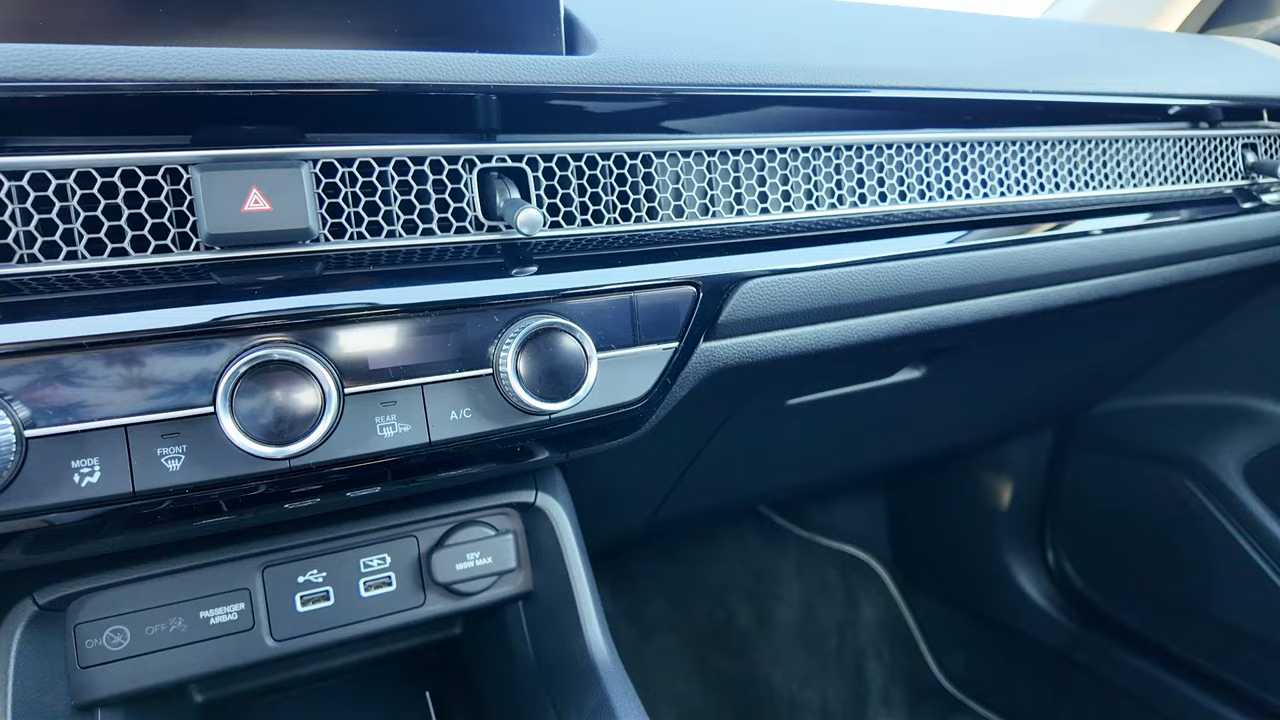 MODE
FRONT
REAR
A/C
12V
180W MAX
PASSENGER
AIRBAG
ON
OFF